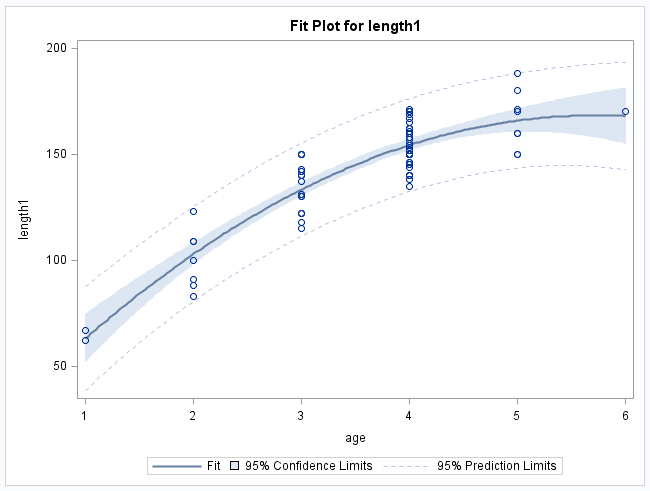 Fit Plot for length1
200
150
100
50
length1
1 2 3 4 5 6
age
Fit 95% Confidence Limits 95% Prediction Limits